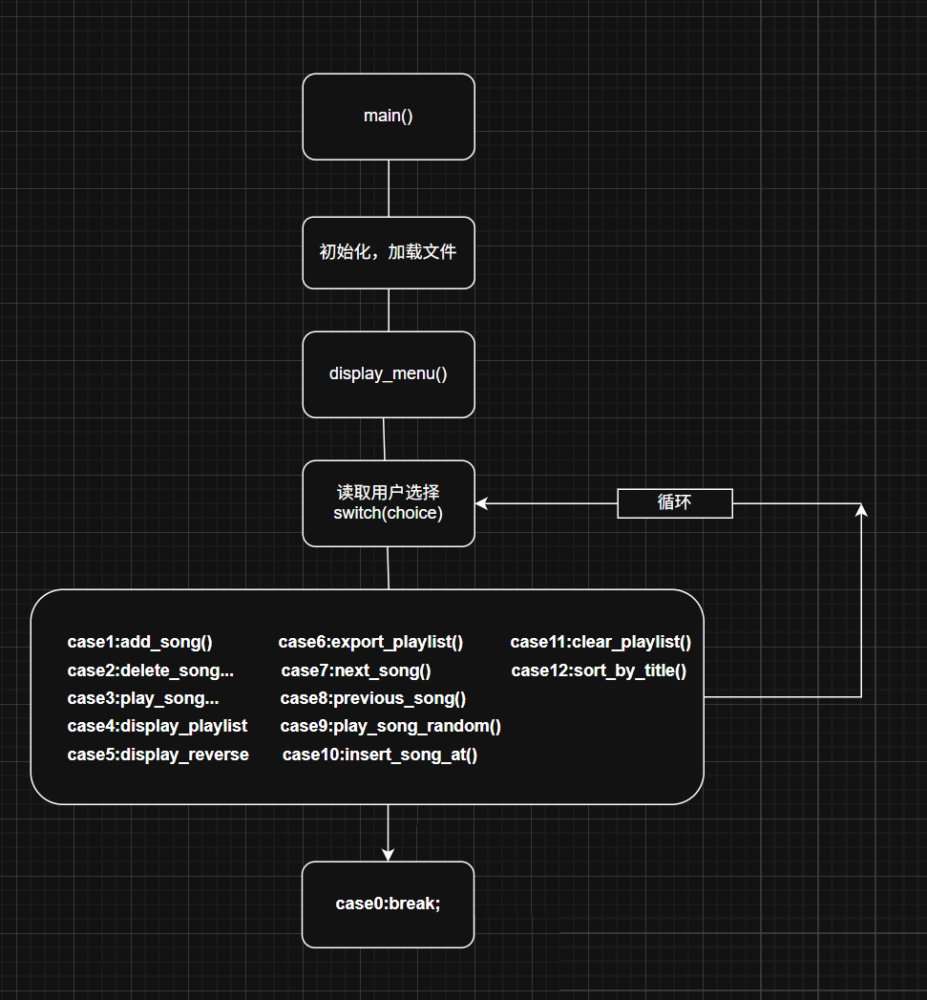 main()
初始化，加载文件
display_menu()
读取用户选择
switch(choice)
循环
case1:add_song()
case2:delete_song...
case3:play_song...
case4:display_playlist
case5:display_reverse
case6:export_playlist()
case7:next_song()
case8:previous_song()
case9:play_song_random()
case10:insert_song_at()
case11:clear_playlist()
case12:sort_by_title()
case0:break;